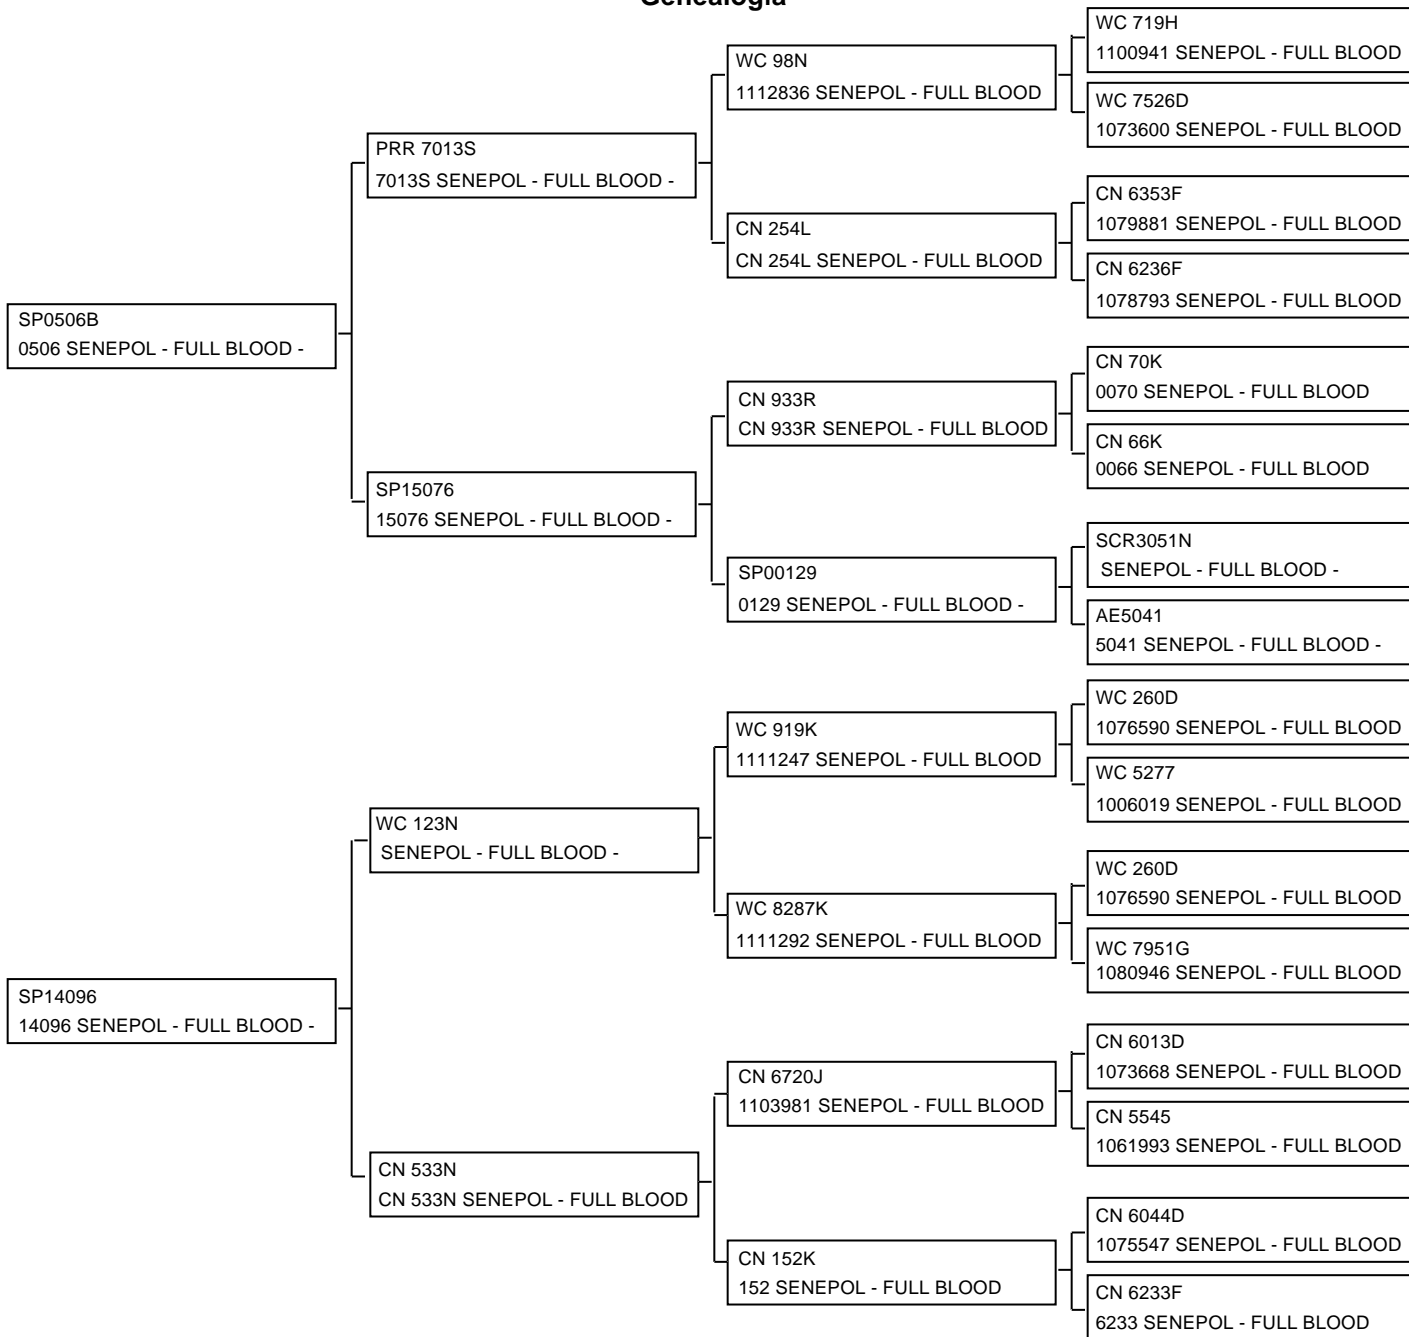 Genealogia
WC 719H
1100941 SENEPOL - FULL BLOOD
WC 98N
1112836 SENEPOL - FULL BLOOD
WC 7526D
1073600 SENEPOL - FULL BLOOD
PRR 7013S
7013S SENEPOL - FULL BLOOD -
CN 6353F
1079881 SENEPOL - FULL BLOOD
CN 254L
CN 254L SENEPOL - FULL BLOOD
CN 6236F
1078793 SENEPOL - FULL BLOOD
SP0506B
0506 SENEPOL - FULL BLOOD -
CN 70K
0070 SENEPOL - FULL BLOOD
CN 933R
CN 933R SENEPOL - FULL BLOOD
CN 66K
0066 SENEPOL - FULL BLOOD
SP15076
15076 SENEPOL - FULL BLOOD -
SCR3051N
SENEPOL - FULL BLOOD -
SP00129
0129 SENEPOL - FULL BLOOD -
AE5041
5041 SENEPOL - FULL BLOOD -
WC 260D
1076590 SENEPOL - FULL BLOOD
WC 919K
1111247 SENEPOL - FULL BLOOD
WC 5277
1006019 SENEPOL - FULL BLOOD
WC 123N
SENEPOL - FULL BLOOD -
WC 260D
1076590 SENEPOL - FULL BLOOD
WC 8287K
1111292 SENEPOL - FULL BLOOD
WC 7951G
1080946 SENEPOL - FULL BLOOD
SP14096
14096 SENEPOL - FULL BLOOD -
CN 6013D
1073668 SENEPOL - FULL BLOOD
CN 6720J
1103981 SENEPOL - FULL BLOOD
CN 5545
1061993 SENEPOL - FULL BLOOD
CN 533N
CN 533N SENEPOL - FULL BLOOD
CN 6044D
1075547 SENEPOL - FULL BLOOD
CN 152K
152 SENEPOL - FULL BLOOD
CN 6233F
6233 SENEPOL - FULL BLOOD